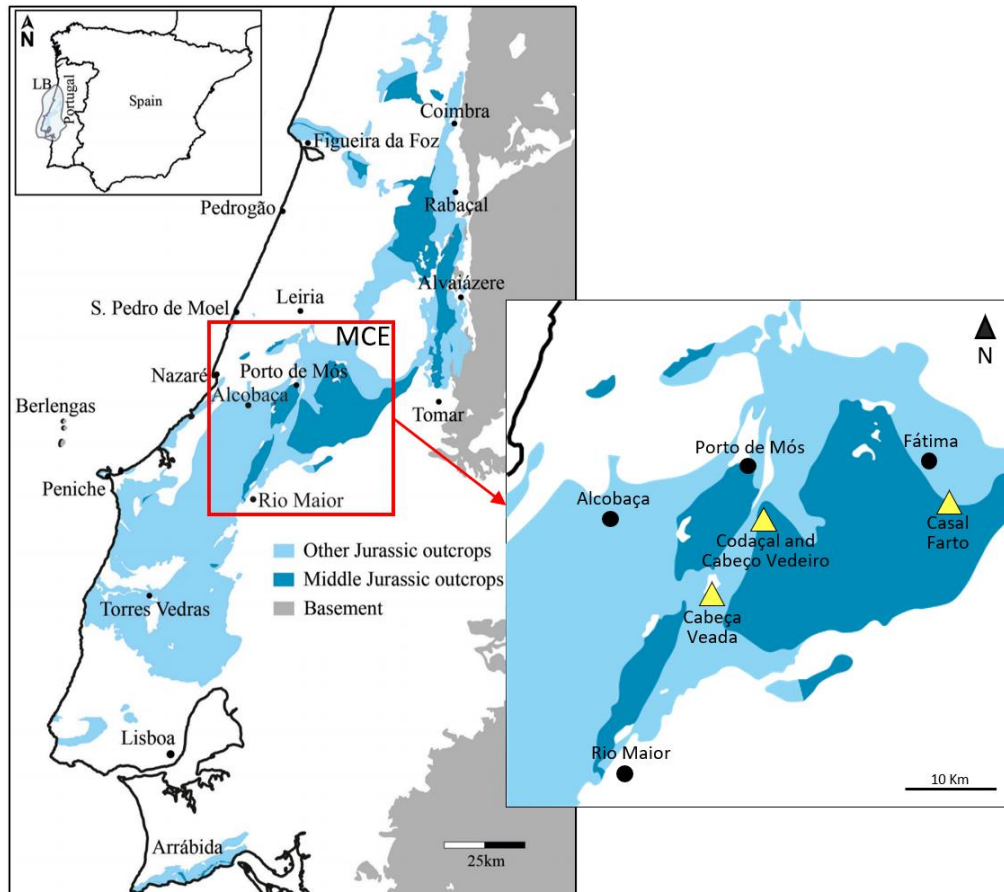 N
LB
Portugal
Spain
Coimbra
Figueira da Foz
Rabaçal
Pedrogão
Alvaiázere
S. Pedro de Moel
Leiria
MCE
Nazaré
Porto de Mós
Alcobaça
Berlengas
Tomar
Peniche
Rio Maior
Other Jurassic outcrops
Middle Jurassic outcrops
Basement
Torres Vedras
Lisboa
Arrábida
25km
N
Porto de Mós
Fátima
Alcobaça
Codaçal and
Cabeço Vedeiro
Casal
Farto
Cabeça
Veada
Rio Maior
10 Km